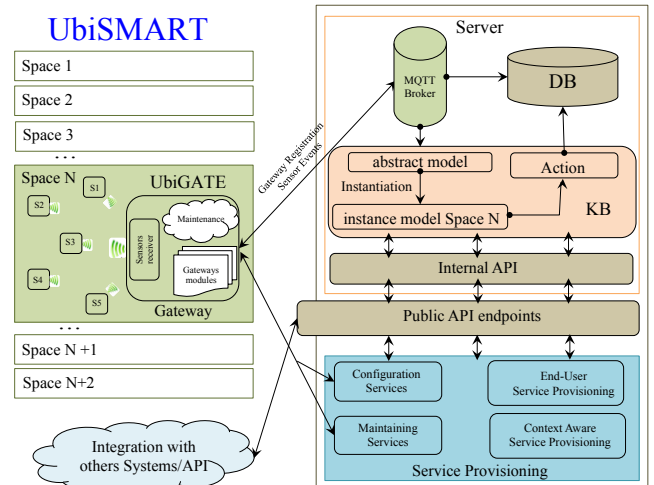 UbiSMART
Space 1
Space 2
Space 3
...
Space N
UbiGATE
S1
S2
S3
S4
S5
Sensors
receiver
Maintenance
Gateways
modules
Gateway
...
Space N +1
Space N+2
Integration with
others Systems/API
Gateway Registration
Sensor Events
Server
MQTT
Broker
DB
abstract model
Action
Instantiation
instance model Space N
KB
Internal API
Public API endpoints
Configuration
Services
End-User
Service Provisioning
Maintaining
Services
Context Aware
Service Provisioning
Service Provisioning